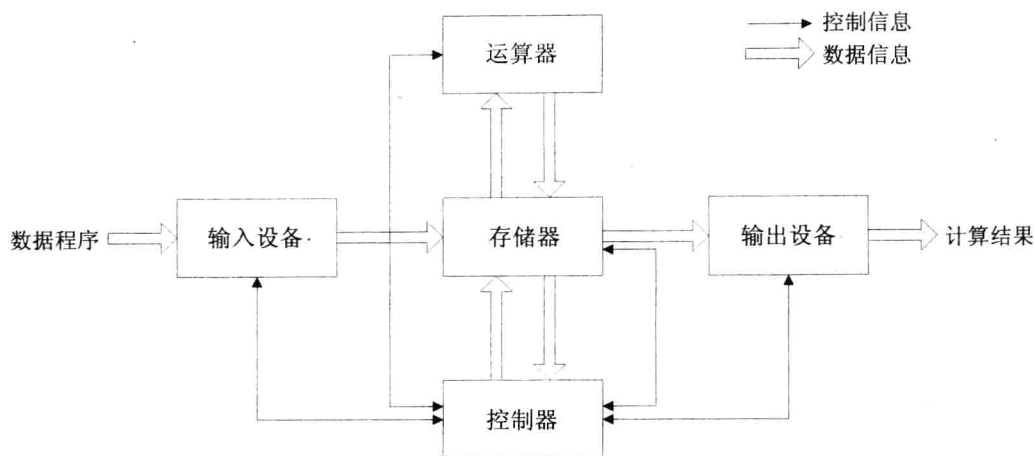 控制信息
数据信息
运算器
数据程序
输入设备
存储器
输出设备
计算结果
控制器